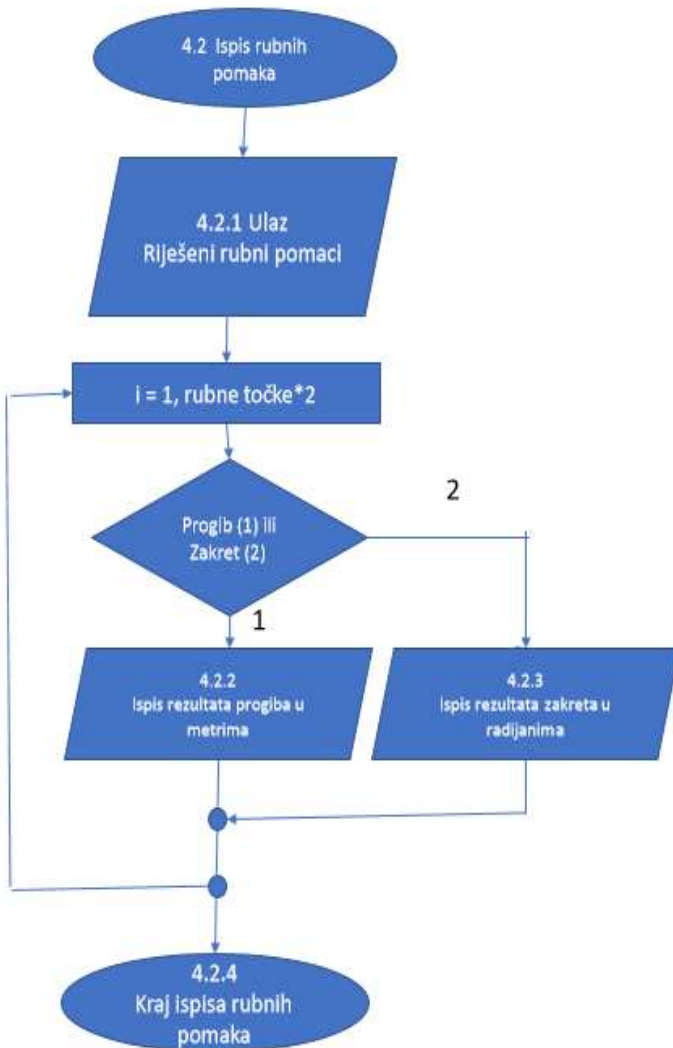 4.2 Ispis rubnih
pomaka
4.2.1 Ulaz
Riješeni rubni pomaci
i = 1, rubne točke*2
Progib (1) ili
Zakret (2)
2
1
4.2.2
Ispis rezultata progiba u
metrima
4.2.3
Ispis rezultata zakreta u
radijanima
4.2.4
Kraj ispisa rubnih
pomaka